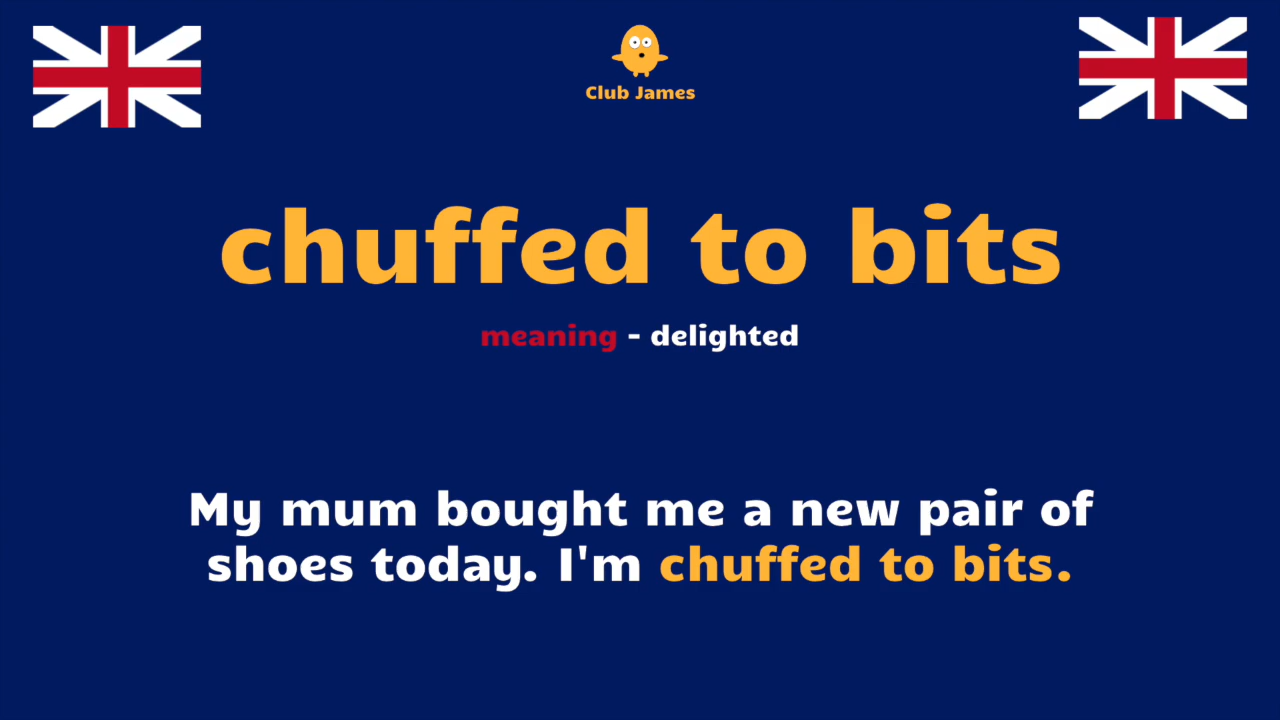 Club James
chuffed to bits
meaning - delighted
My mum bought me a new pair of
shoes today. I'm chuffed to bits.